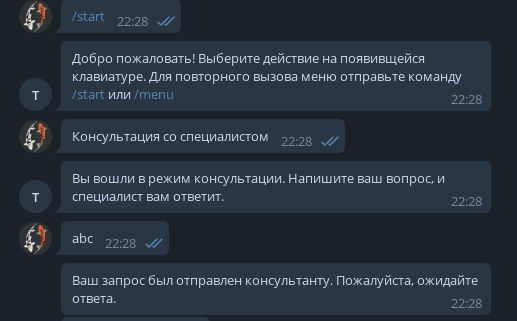 /start 22:28
Добро пожаловать! Выберите действие на появивщейся
клавиатуре. Для повторного вызова меню отправьте команду
/start или /menu 22:28
T
Консультация со специалистом 22:28
Вы вошли в режим консультации. Напишите ваш вопрос, и
специалист вам ответит. 22:28
T
abc 22:28
Ваш запрос был отправлен консультанту. Пожалуйста, ожидайте
ответа. 22:28